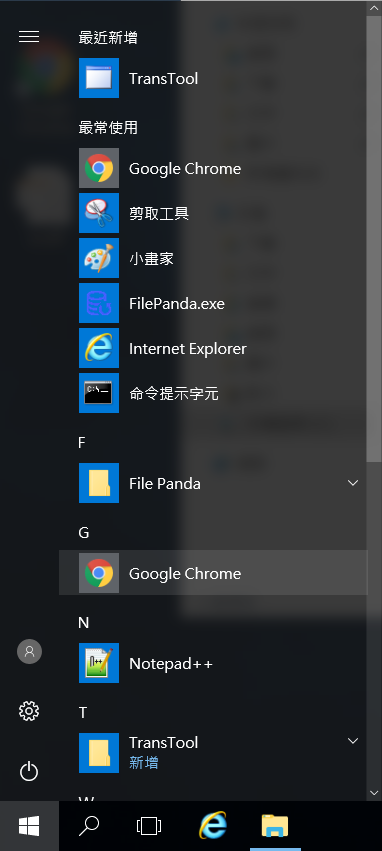 最近新增
TransTool
最常使用
Google Chrome
剪取工具
小畫家
FilePanda.exe
Internet Explorer
命令提示字元
F
File Panda
G
Google Chrome
N
Notepad++
T
TransTool
新增
W